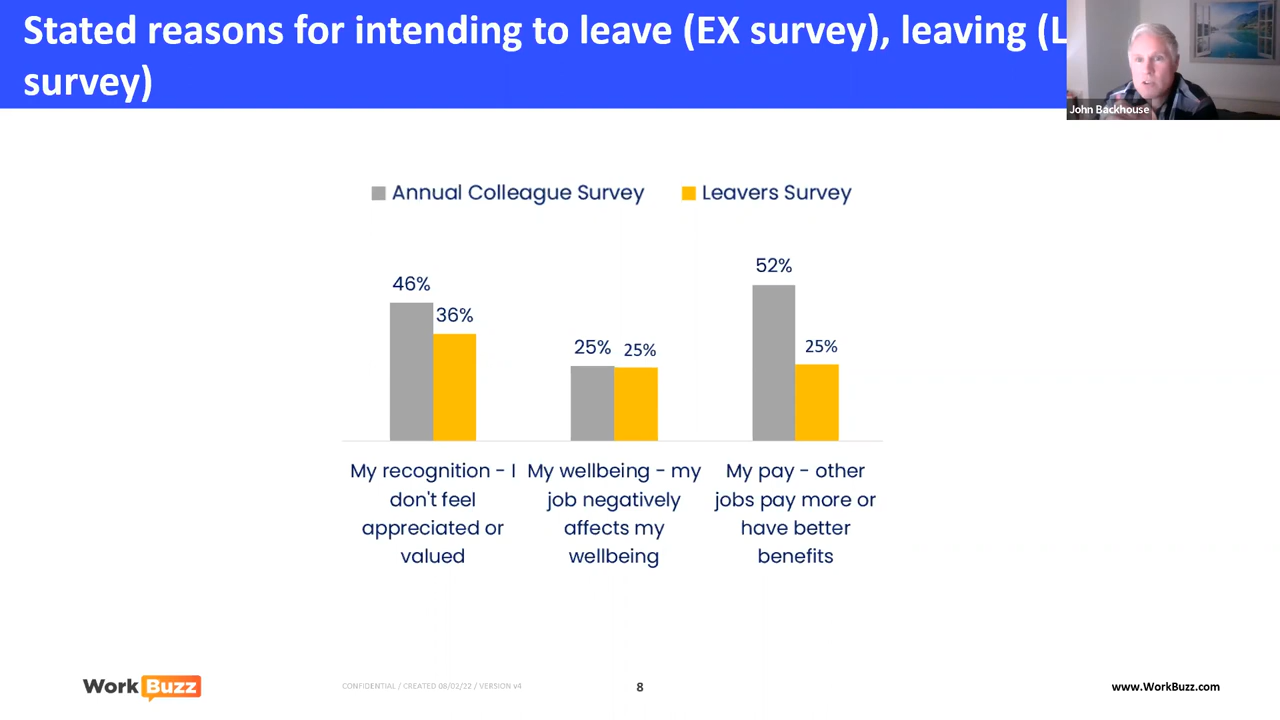 Stated reasons for intending to leave (EX survey), leaving (L
survey)
John Backhouse
Annual Colleague Survey Leavers Survey
46% 36% 25% 25% 52% 25%
My recognition - I don't feel appreciated or valued
My wellbeing - my job negatively affects my wellbeing
My pay - other jobs pay more or have better benefits
WorkBuzz
CONFIDENTIAL / CREATED 08/02/22 / VERSION v4
8
www.WorkBuzz.com